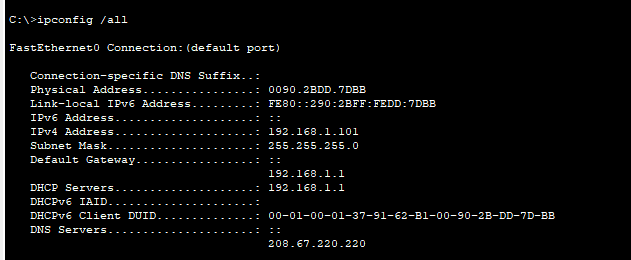 C:\>ipconfig /all
FastEthernet0 Connection:(default port)
Connection-specific DNS Suffix..:
Physical Address................: 0090.2BDD.7DBB
Link-local IPv6 Address.........: FE80::290:2BFF:FEDD:7DBB
IPv6 Address....................: ::
IPv4 Address....................: 192.168.1.101
Subnet Mask.....................: 255.255.255.0
Default Gateway.................: ::
192.168.1.1
DHCP Servers....................: 192.168.1.1
DHCPv6 IAID.....................:
DHCPv6 Client DUID..............: 00-01-00-01-37-91-62-B1-00-90-2B-DD-7D-BB
DNS Servers.....................: ::
208.67.220.220